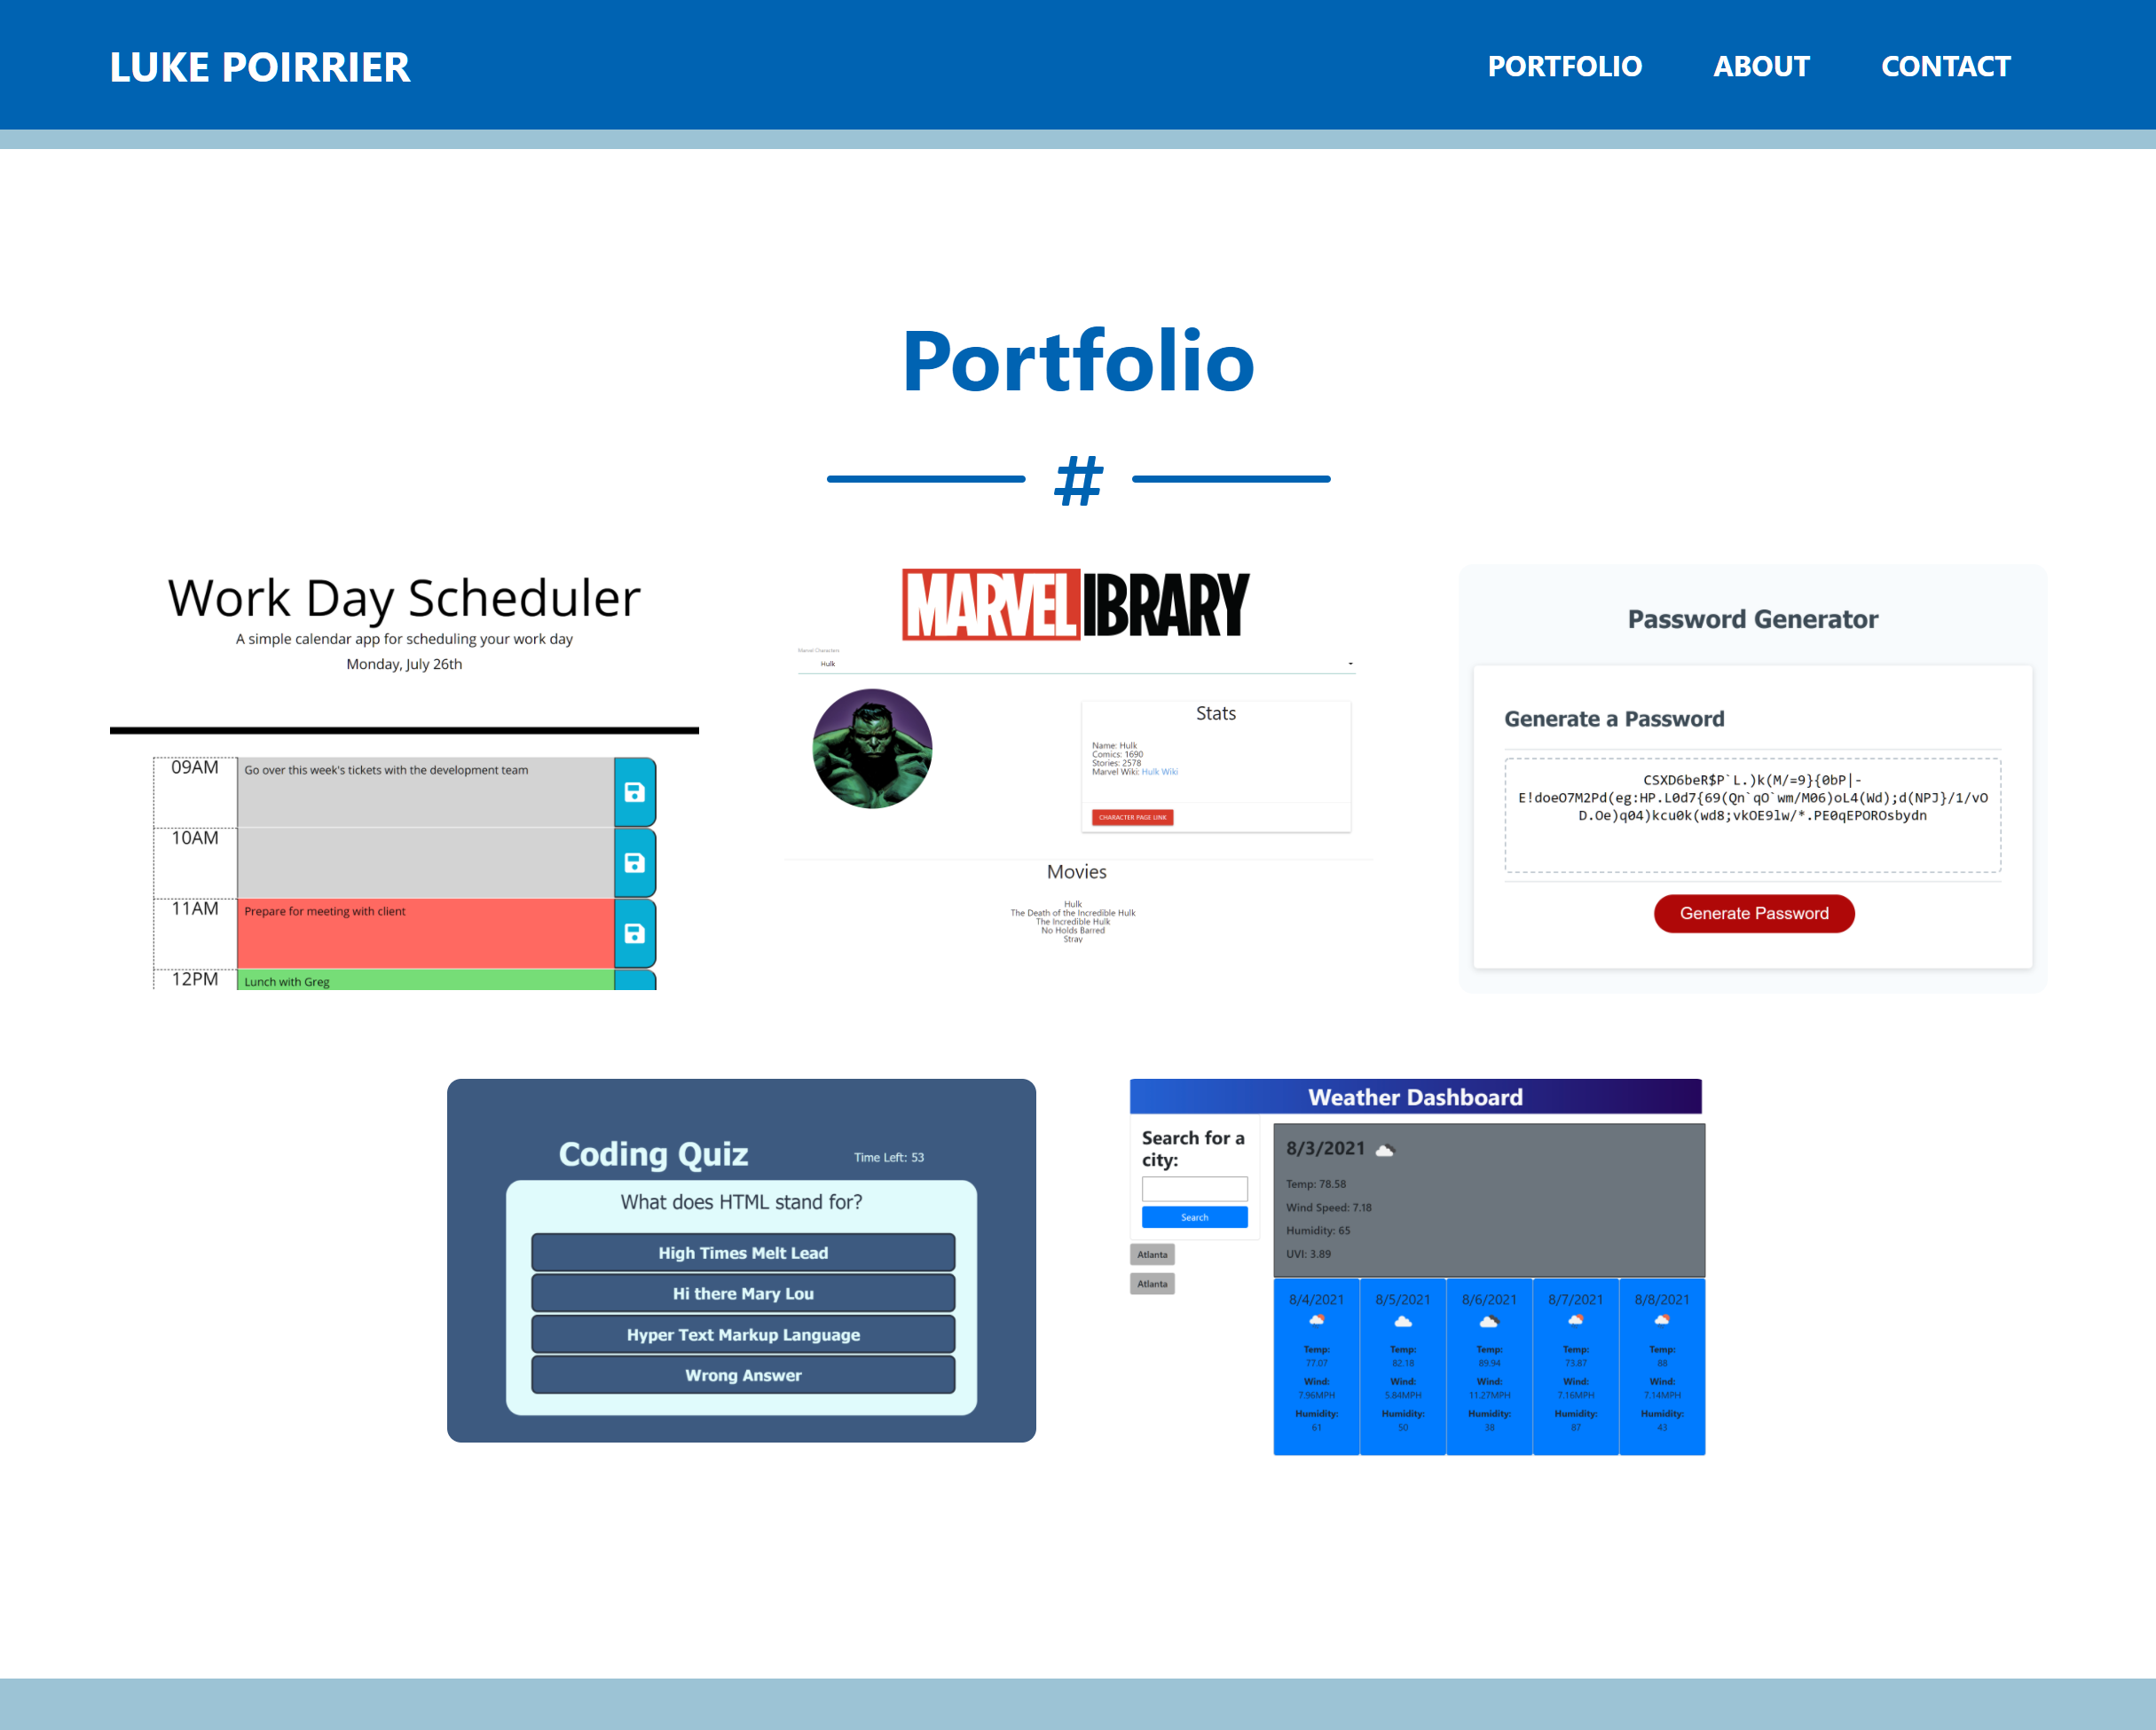 LUKE POIRRIER
PORTFOLIO
ABOUT
CONTACT
Portfolio
#
Work Day Scheduler
A simple calendar app for scheduling your work day
Monday, July 26th
09AM
Go over this week's tickets with the development team
10AM
11AM
Prepare for meeting with client
12PM
Lunch with Greg
MARVELIBRARY
Marvel Characters
Hulk
Stats
Name: Hulk
Comics: 1690
Stories: 2578
Marvel Wiki: Hulk Wiki
CHARACTER PAGE LINK
Movies
Hulk
The Death of the Incredible Hulk
The Incredible Hulk
No Holds Barred
Stray
Password Generator
Generate a Password
CSXD6beR$P`L.)k(M/=9}{0bP|-
E!doeO7M2Pd(eg:HP.L0d7{69(Qn`qO`wm/M06)oL4(Wd);d(NPJ}/1/vO
D.Oe)q04)kcu0k(wd8;vkOE9lw/*.PE0qEPOROsbydn
Generate Password
Coding Quiz
Time Left: 53
What does HTML stand for?
High Times Melt Lead
Hi there Mary Lou
Hyper Text Markup Language
Wrong Answer
Weather Dashboard
Search for a
city:
Search
Atlanta
Atlanta
8/3/2021
Temp: 78.58
Wind Speed: 7.18
Humidity: 65
UVI: 3.89
8/4/2021
Temp:
77.07
Wind:
7.96MPH
Humidity:
61
8/5/2021
Temp:
82.18
Wind:
5.84MPH
Humidity:
50
8/6/2021
Temp:
89.94
Wind:
11.27MPH
Humidity:
38
8/7/2021
Temp:
73.87
Wind:
7.16MPH
Humidity:
87
8/8/2021
Temp:
88
Wind:
7.14MPH
Humidity:
43